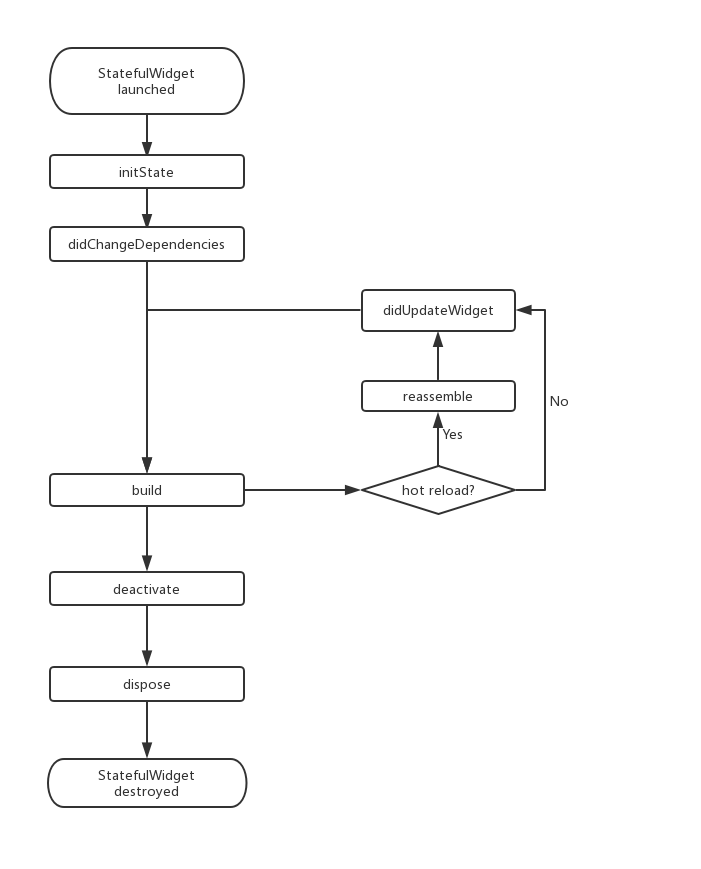 StatefulWidget
launched
initState
didChangeDependencies
didUpdateWidget
reassemble
No
Yes
build
hot reload?
deactivate
dispose
StatefulWidget
destroyed